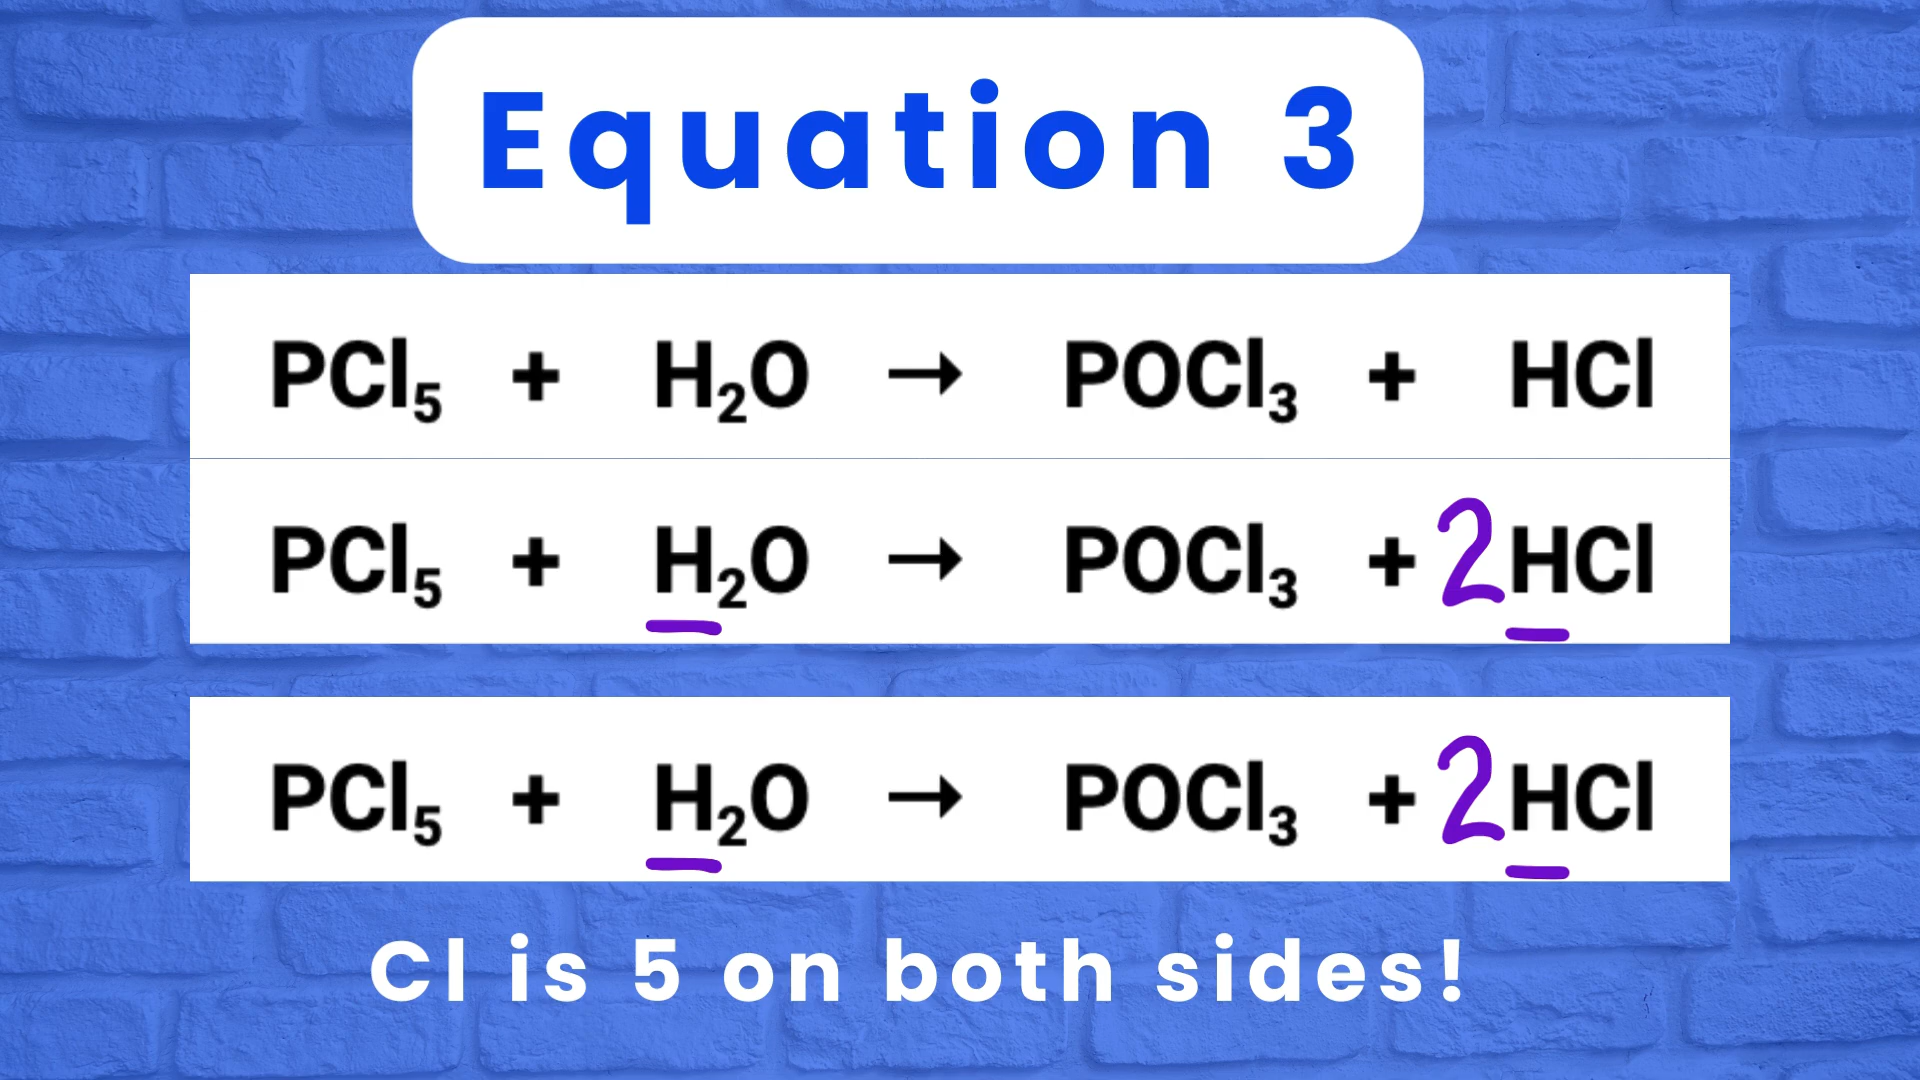 Equation 3
PCl₅ + H₂O → POCl₃ + HCl
PCl₅ + H₂O → POCl₃ + 2HCl
PCl₅ + H₂O → POCl₃ + 2HCl
Cl is 5 on both sides!